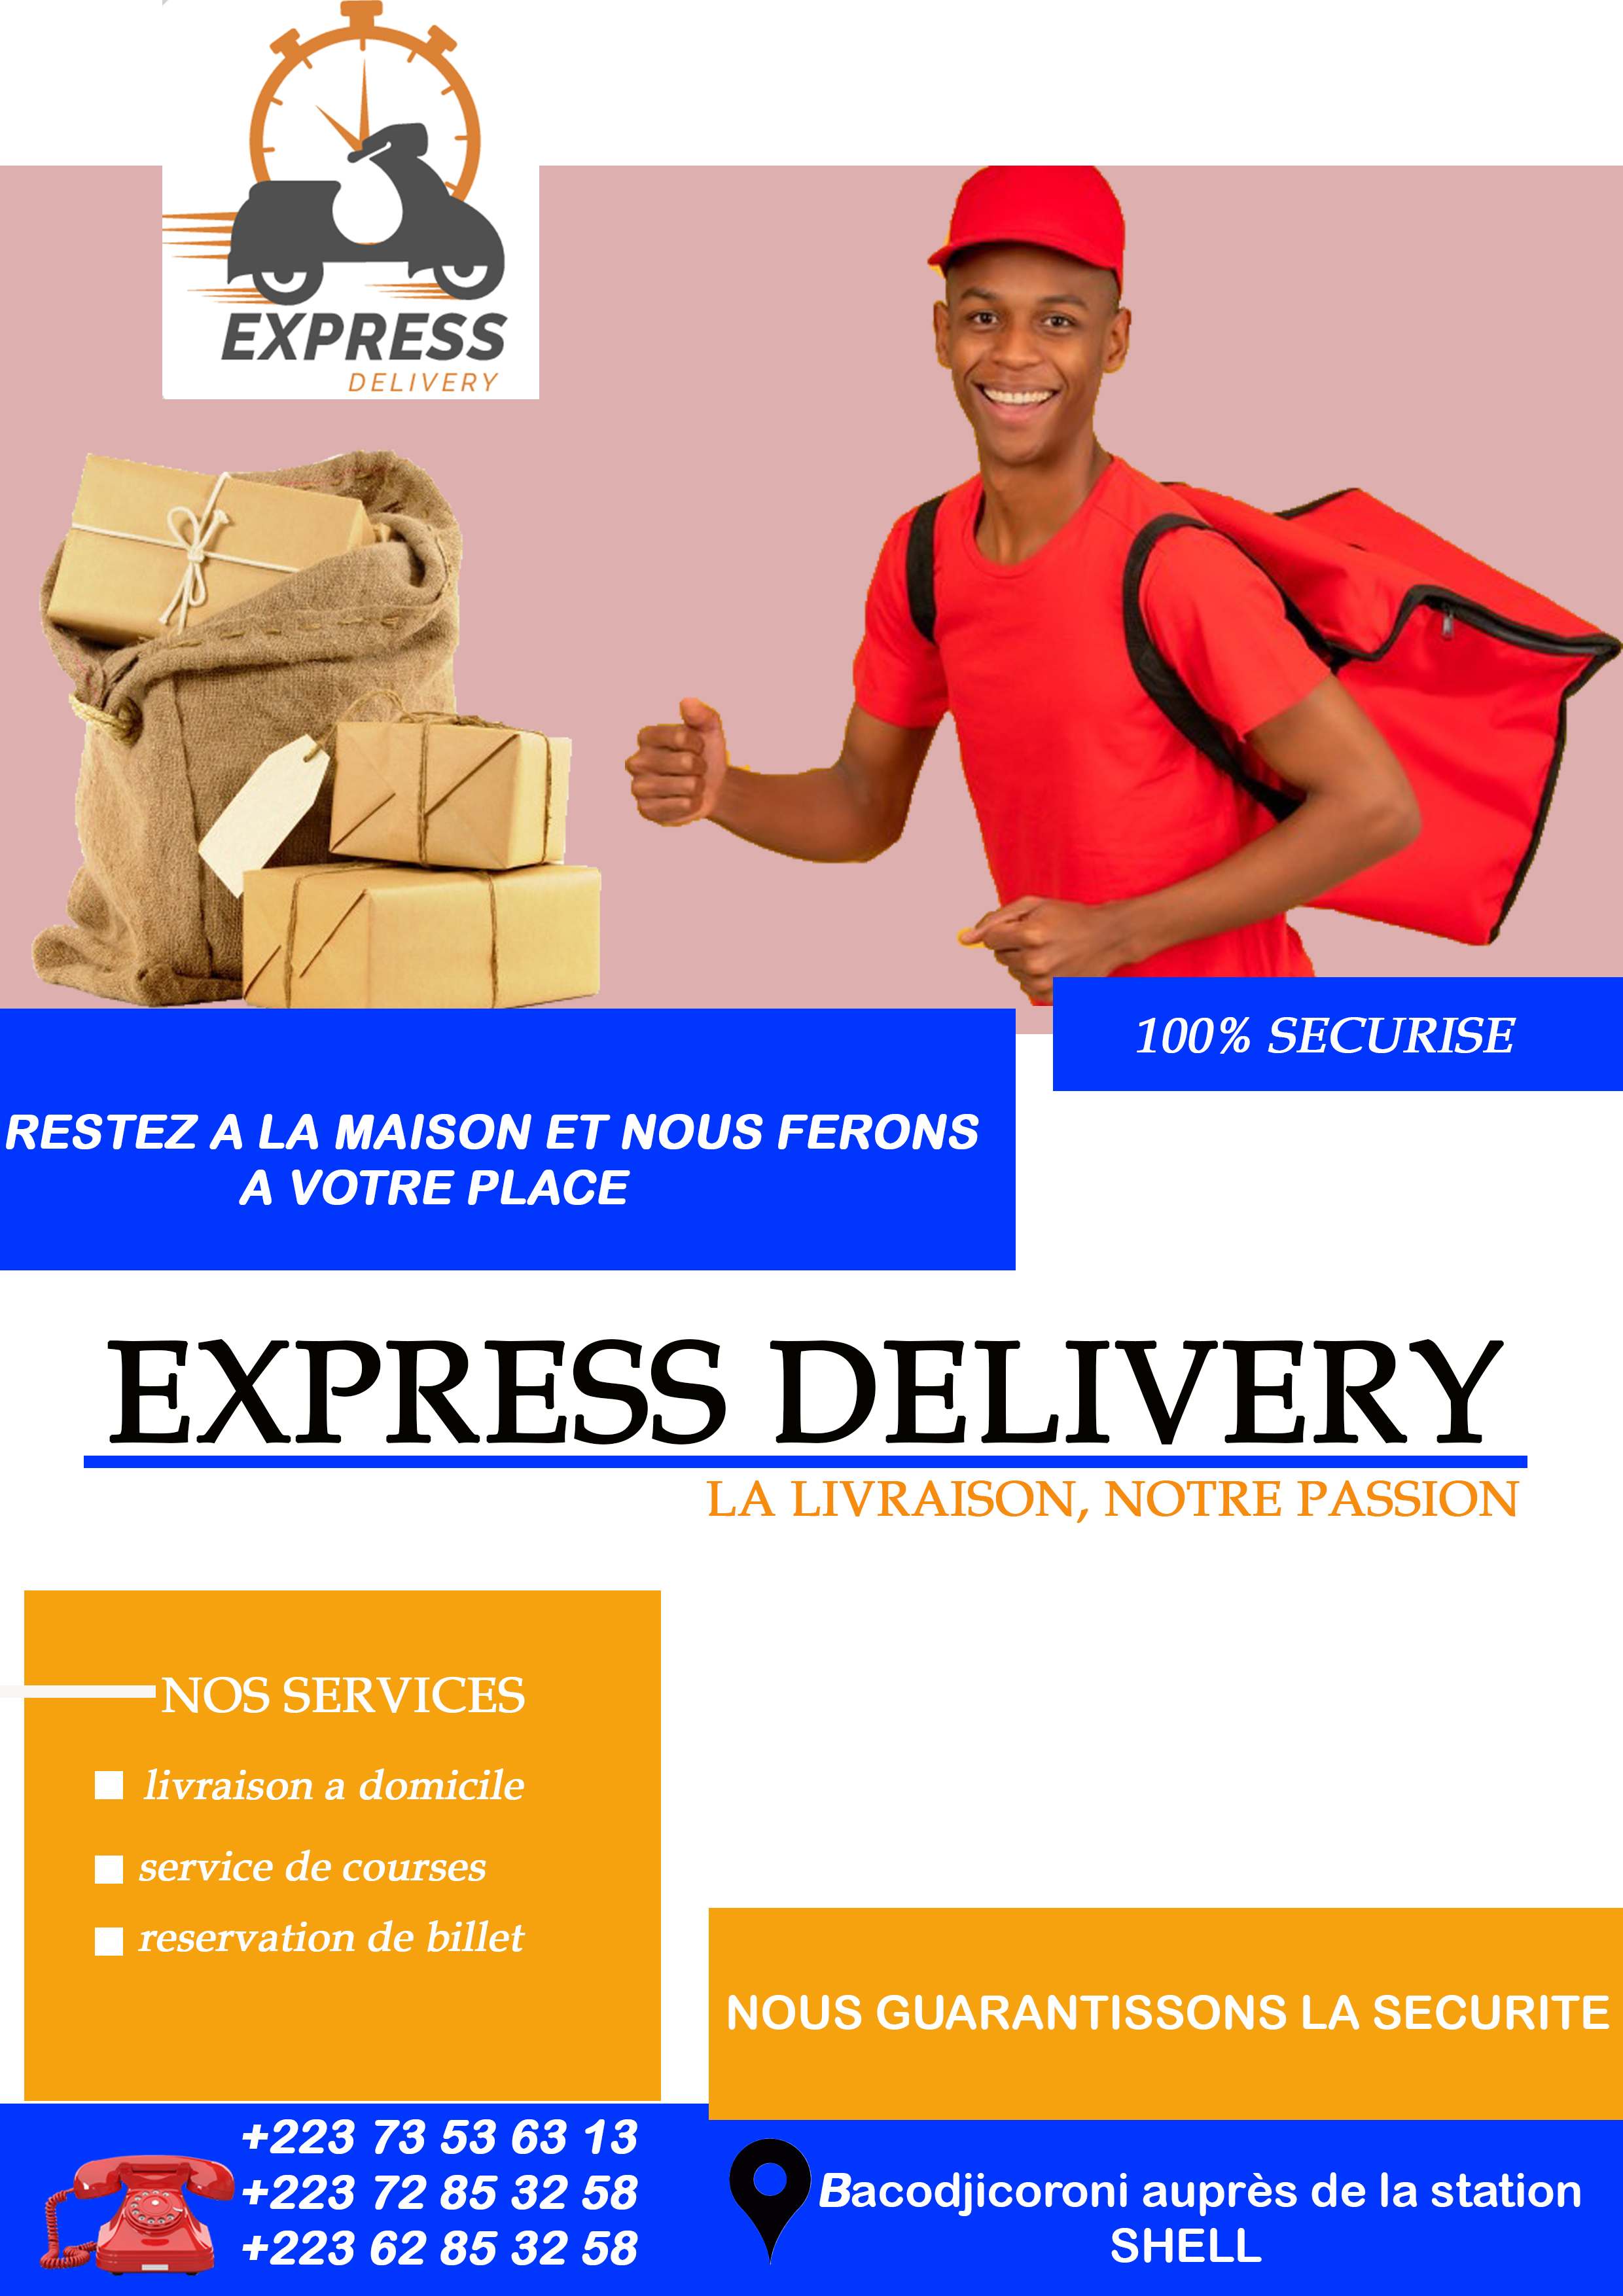 EXPRESS
DELIVERY
100% SECURISE
RESTEZ A LA MAISON ET NOUS FERONS
A VOTRE PLACE
EXPRESS DELIVERY
LA LIVRAISON, NOTRE PASSION
NOS SERVICES
livraison a domicile
service de courses
reservation de billet
NOUS GUARANTISSONS LA SECURITE
+223 73 53 63 13
+223 72 85 32 58
+223 62 85 32 58
Bacodjicoroni auprès de la station
SHELL